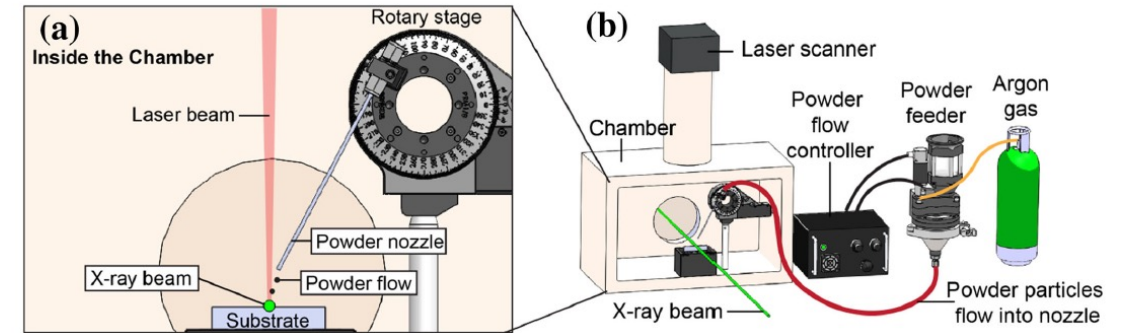 (a)
Rotary stage
Inside the Chamber
Laser beam
Powder nozzle
X-ray beam
Powder flow
Substrate
(b)
Laser scanner
Chamber
Powder
flow
controller
Powder
feeder
Argon
gas
X-ray beam
Powder particles
flow into nozzle